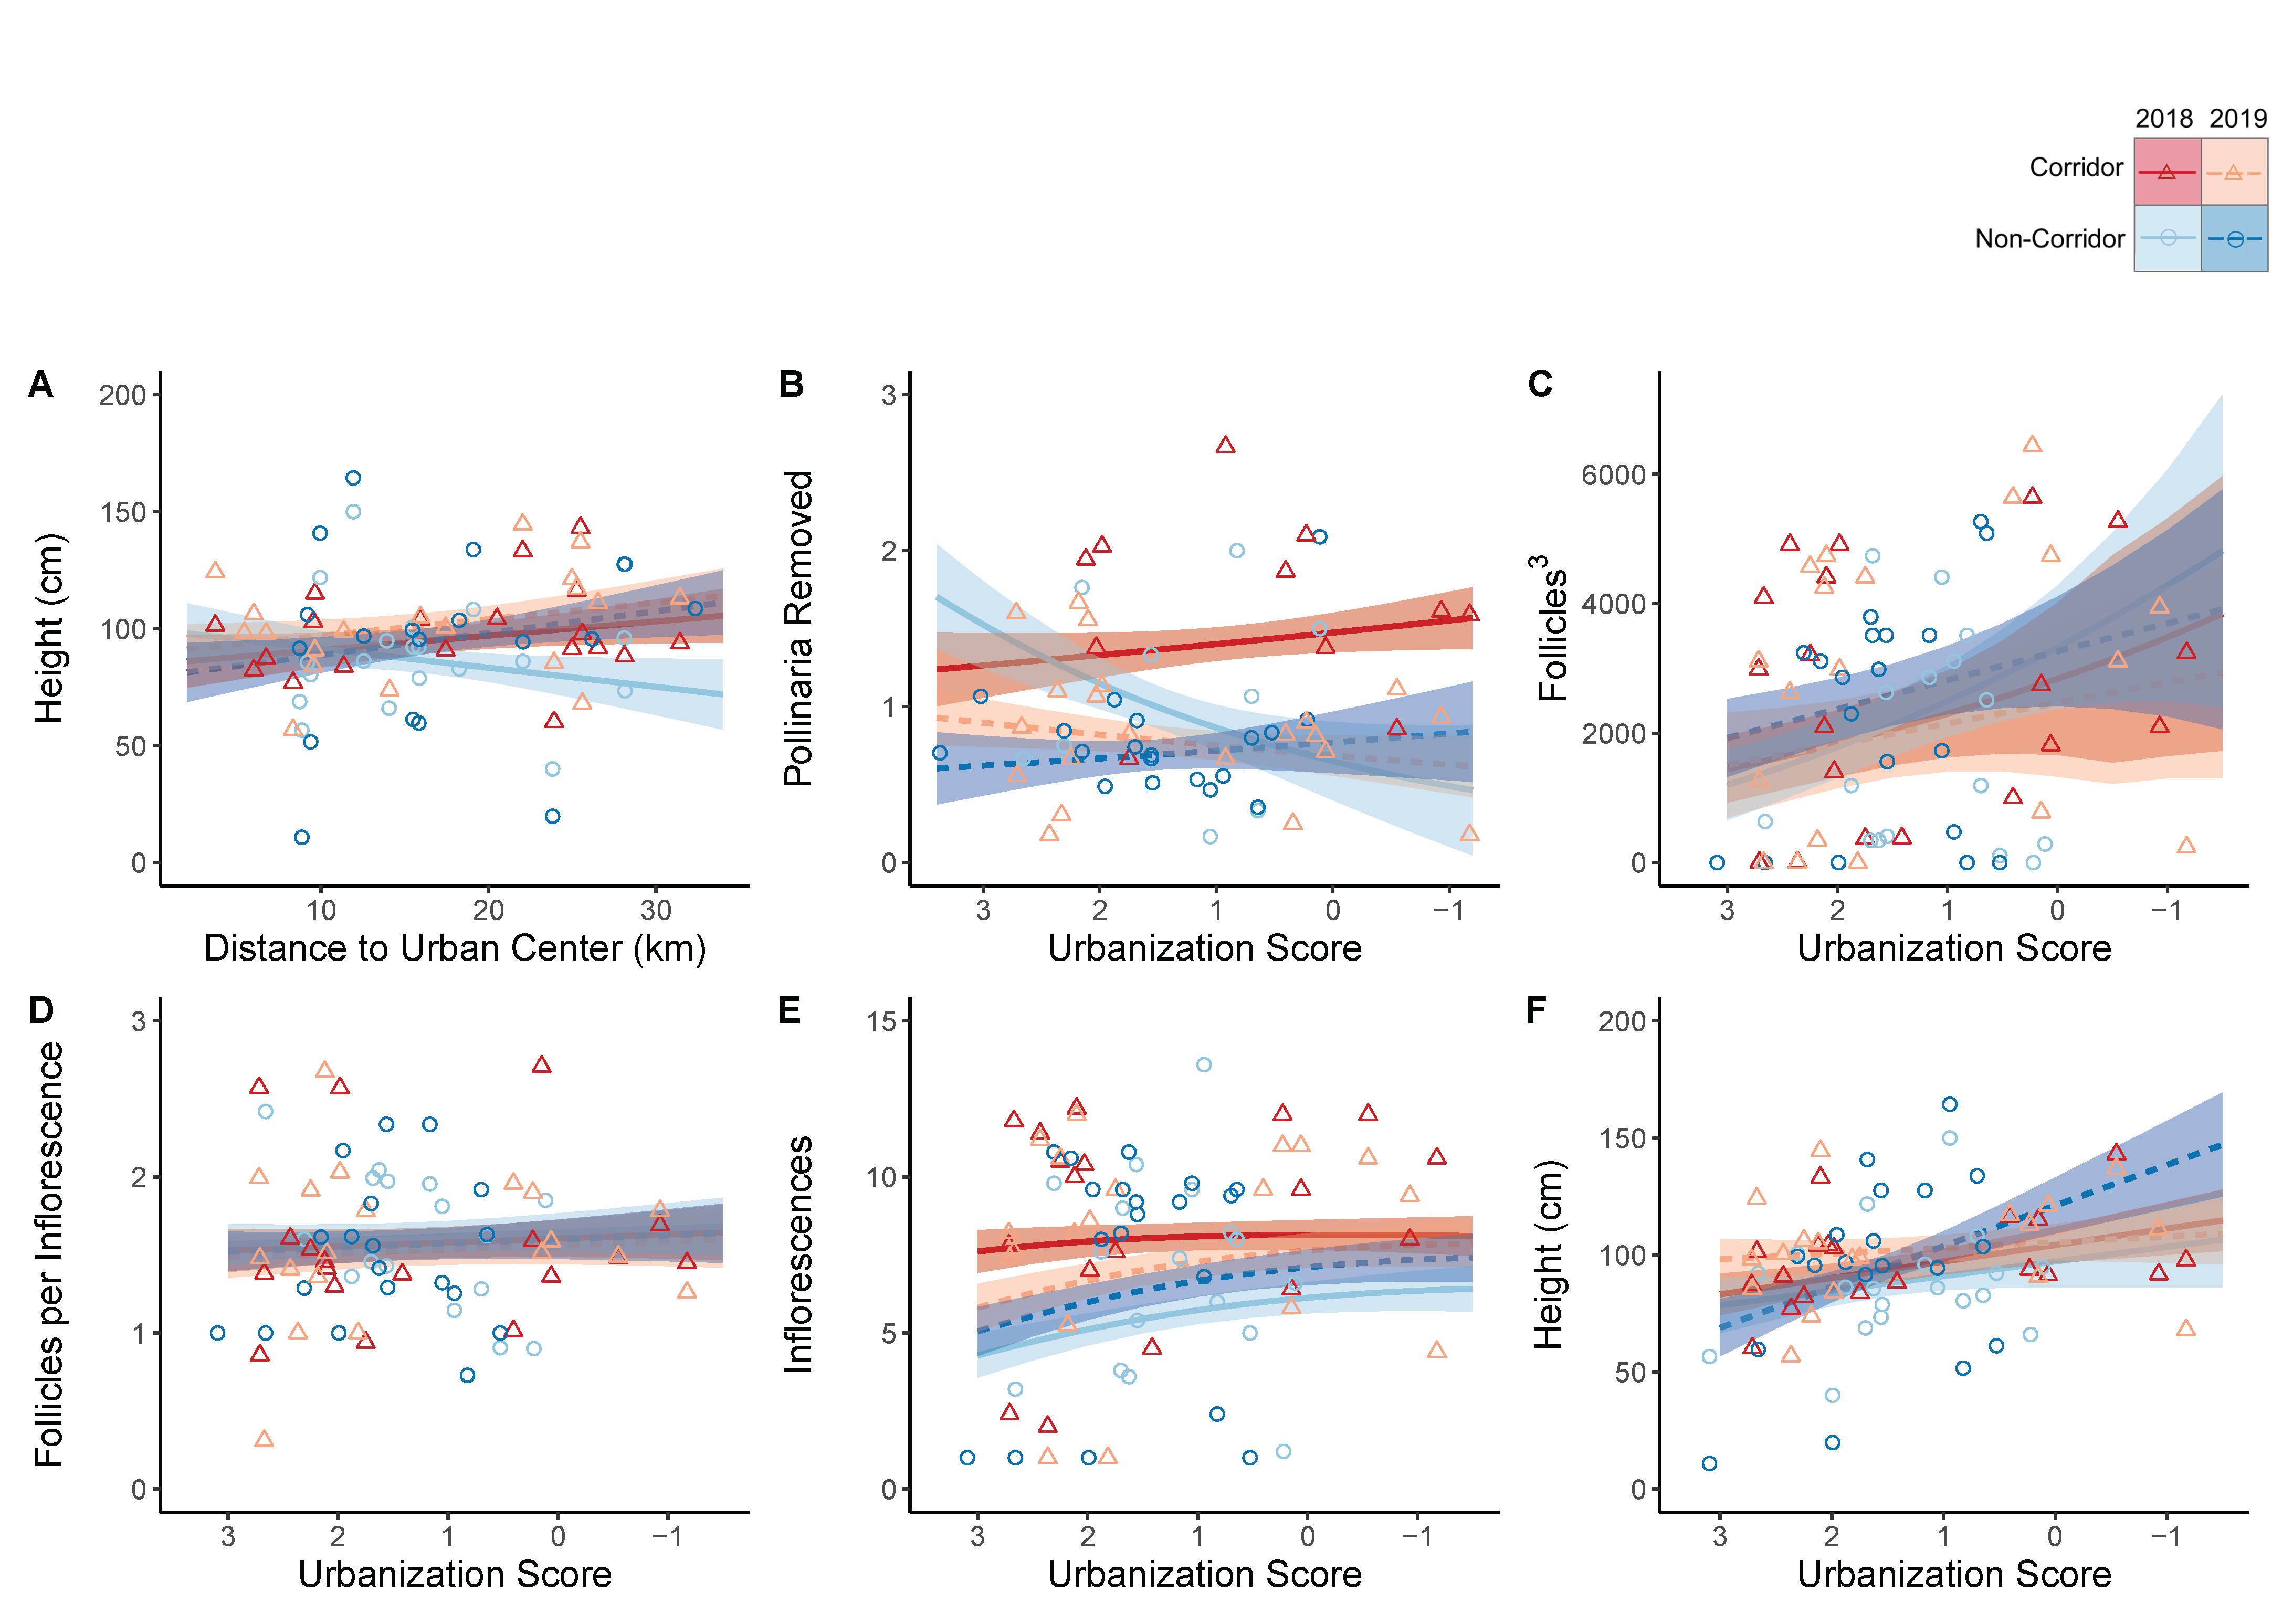 2018 2019
Corridor
Non-Corridor
A
200
150
100
50
0
Height (cm)
10 20 30
Distance to Urban Center (km)
B
3
2
1
0
Pollinaria Removed
3 2 1 0 −1
Urbanization Score
C
6000
4000
2000
0
Follicles³
3 2 1 0 −1
Urbanization Score
D
3
2
1
0
Follicles per Inflorescence
3 2 1 0 −1
Urbanization Score
E
15
10
5
0
Inflorescences
3 2 1 0 −1
Urbanization Score
F
200
150
100
50
0
Height (cm)
3 2 1 0 −1
Urbanization Score